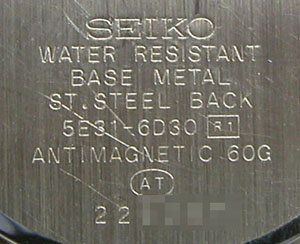 SEIKO
WATER RESISTANT
BASE METAL
ST.STEEL BACK
5E31-6D30 R1
ANTIMAGNETIC 60G
AT
22